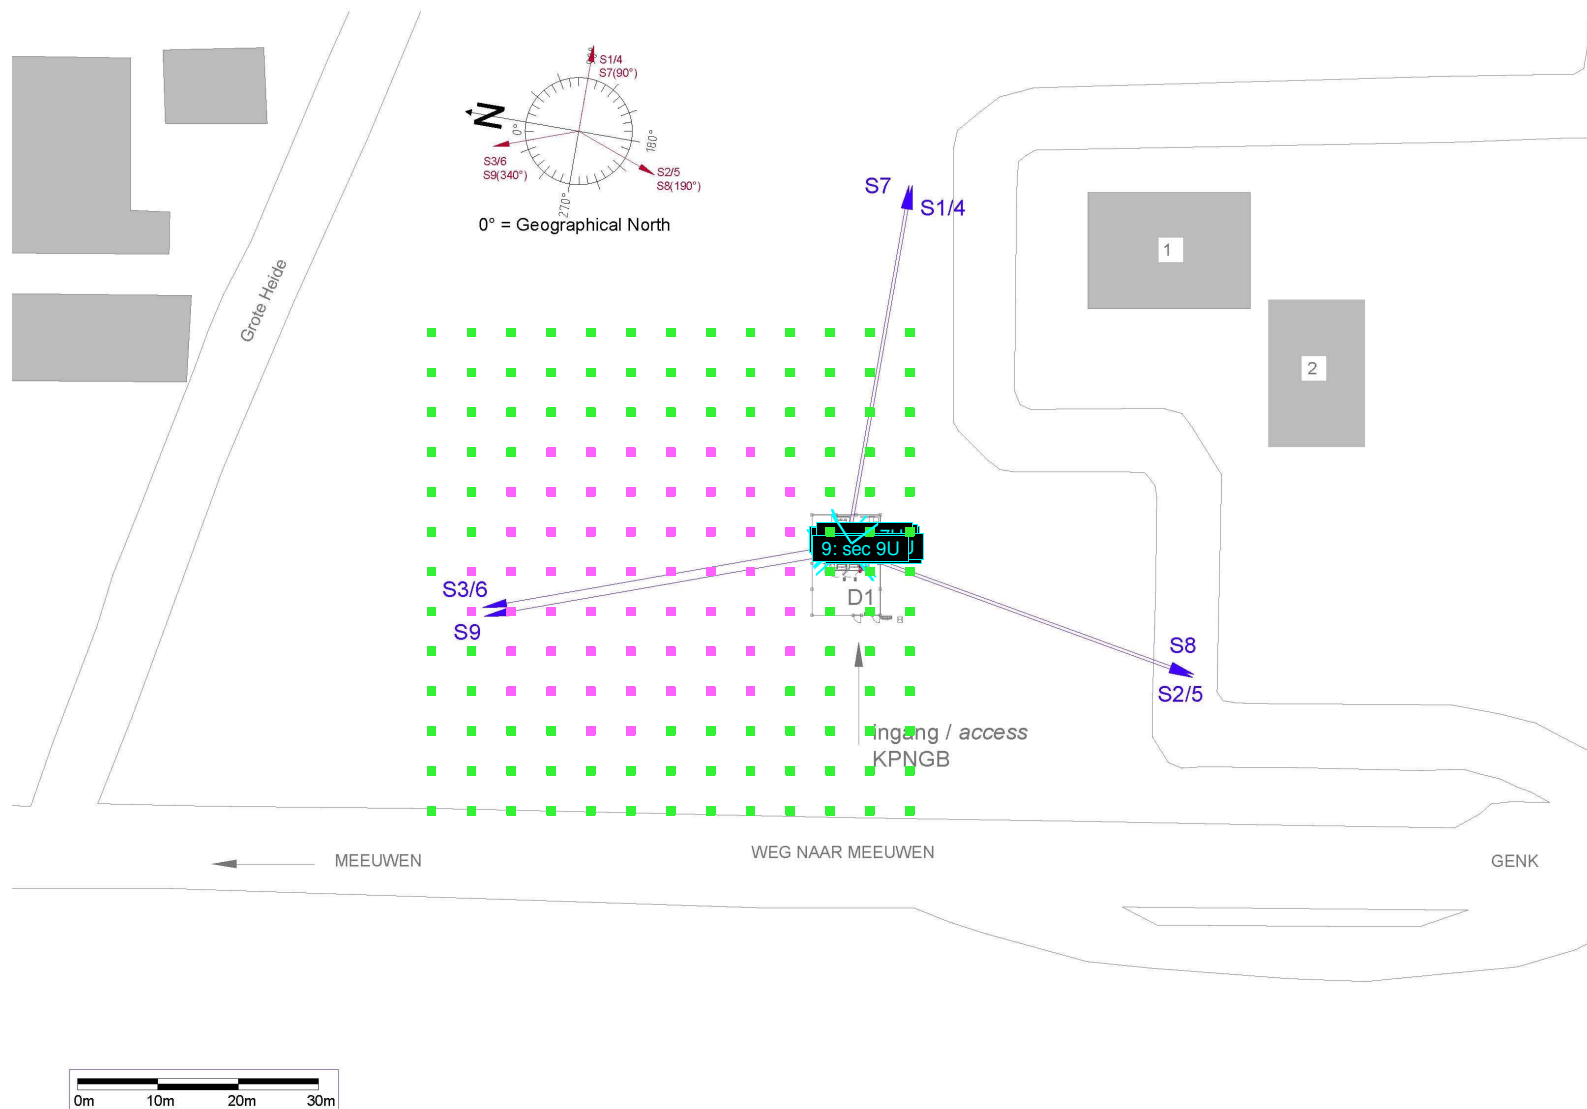 S1/4
S7(90°)
N
0°
180°
S3/6
S9(340°)
S2/5
S8(190°)
270°
0° = Geographical North
S7
S1/4
1
Grote Heide
2
9: sec 9U
S3/6
D1
S9
S8
S2/5
ingang / access
KPNGB
MEEUWEN
WEG NAAR MEEUWEN
GENK
0m
10m
20m
30m